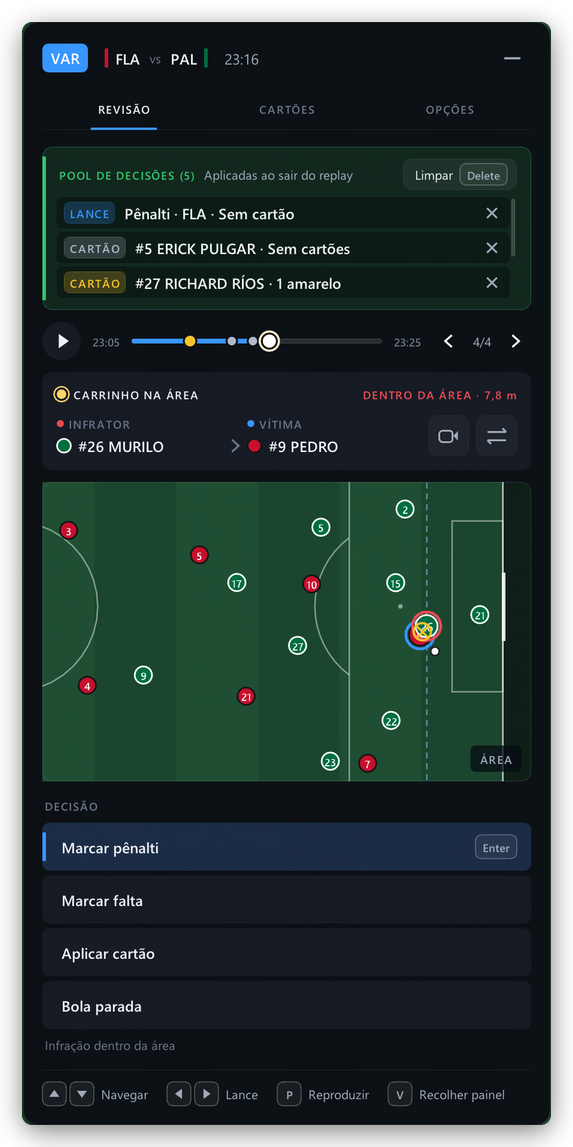 VAR FLA vs PAL 23:16
REVISÃO CARTÕES OPÇÕES
POOL DE DECISÕES (5) Aplicadas ao sair do replay Limpar Delete
LANCE Pênalti · FLA · Sem cartão
CARTÃO #5 ERICK PULGAR · Sem cartões
CARTÃO #27 RICHARD RÍOS · 1 amarelo
23:05 23:25 4/4
CARRINHO NA ÁREA DENTRO DA ÁREA · 7,8 m
INFRATOR VÍTIMA
#26 MURILO #9 PEDRO
2
5
3
5
17 10 15
21
26
27
9
4
21
22
23 7
ÁREA
DECISÃO
Marcar pênalti Enter
Marcar falta
Aplicar cartão
Bola parada
Infração dentro da área
Navegar Lance P Reproduzir V Recolher painel